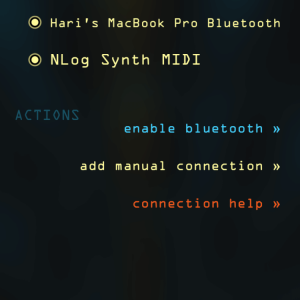 Hari's MacBook Pro Bluetooth
NLog Synth MIDI
ACTIONS
enable bluetooth »
add manual connection »
connection help »